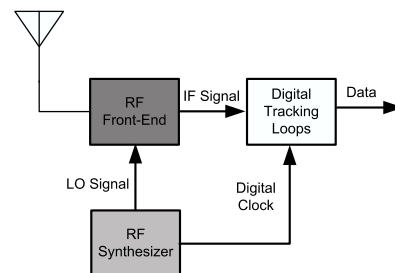 RF
Front-End
IF Signal
Digital
Tracking
Loops
Data
LO Signal
Digital
Clock
RF
Synthesizer